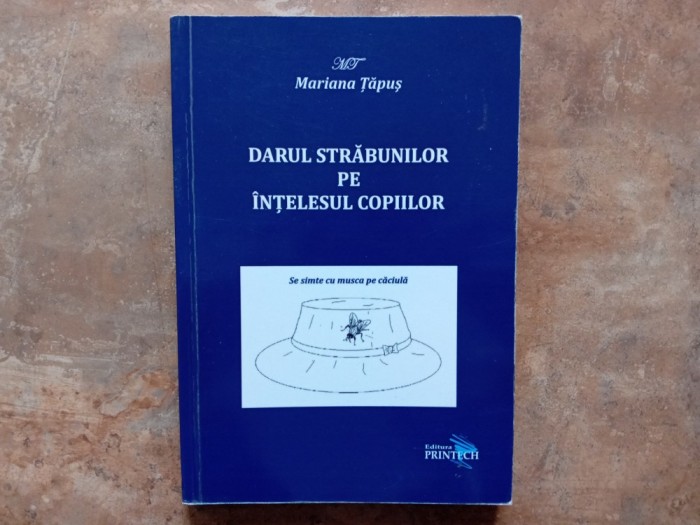 MT
Mariana Țăpuș
DARUL STRĂBUNILOR
PE
ÎNȚELESUL COPIILOR
Se simte cu musca pe căciulă
Editura
PRINTECH